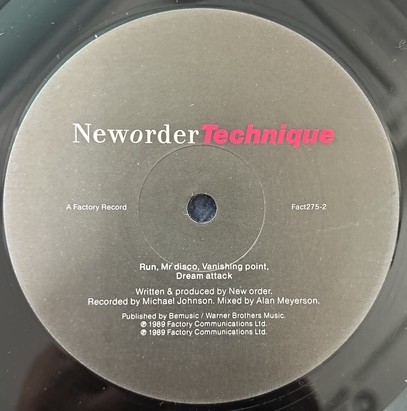 Neworder Technique
A Factory Record Fact275-2
Run, Mr disco, Vanishing point,
Dream attack
Written & produced by New order.
Recorded by Michael Johnson. Mixed by Alan Meyerson.
Published by Bemusic / Warner Brothers Music.
℗ 1989 Factory Communications Ltd.
℗ 1989 Factory Communications Ltd.